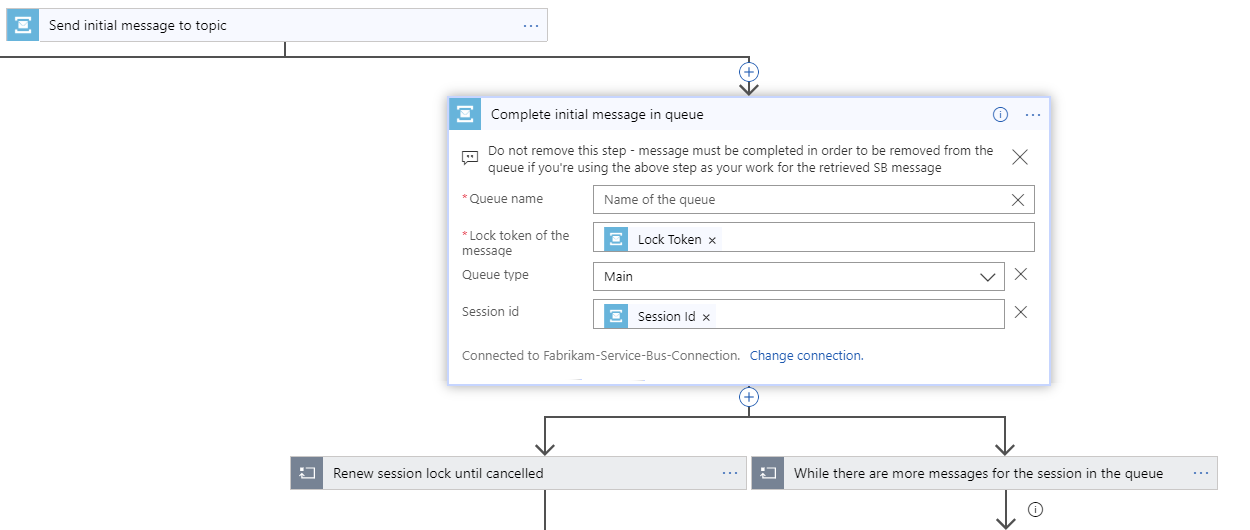 Send initial message to topic
Complete initial message in queue
Do not remove this step - message must be completed in order to be removed from the
queue if you're using the above step as your work for the retrieved SB message
*Queue name
Name of the queue
*Lock token of the
message
Lock Token ×
Queue type
Main
Session id
Session Id ×
Connected to Fabrikam-Service-Bus-Connection. Change connection.
Renew session lock until cancelled
While there are more messages for the session in the queue